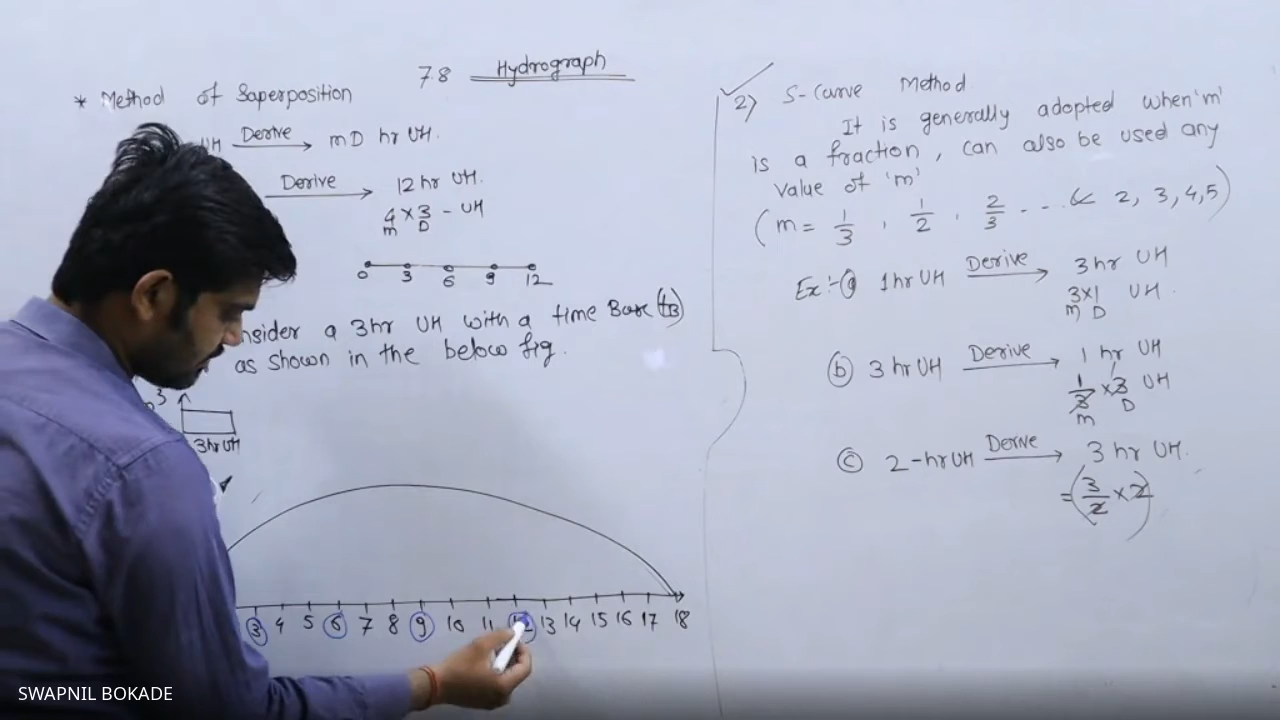 78 Hydrograph
* Method of Saperposition
UH Derive → mD hr UH.
Derive → 12 hr UH.
4 × 3 - UH
m D
0 3 6 9 12
nsider a 3hr UH with a time Base (tB)
as shown in the below fig.
3
3hr UH
3 4 5 6 7 8 9 10 11 12 13 14 15 16 17 18
2) S-Curve Method
It is generally adopted when 'm'
is a fraction, can also be used any
value of 'm'
(m = 1/3, 1/2, 2/3 - - . & 2, 3, 4, 5)
Ex:- (a) 1hr UH Derive → 3 hr UH
3×1 UH.
m D
(b) 3 hr UH Derive → 1 hr UH
1/3 × 3 UH
m D
(c) 2-hr UH Derive → 3 hr UH.
= (3/2 × 2)
SWAPNIL BOKADE